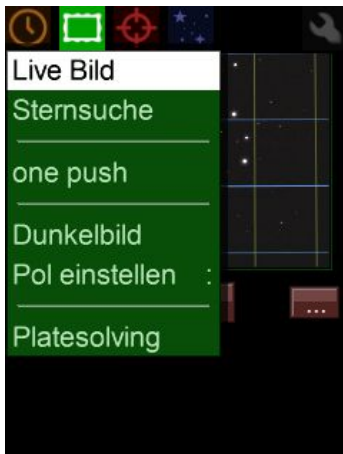 Live Bild
Sternsuche
one push
Dunkelbild
Pol einstellen :
Platesolving
...